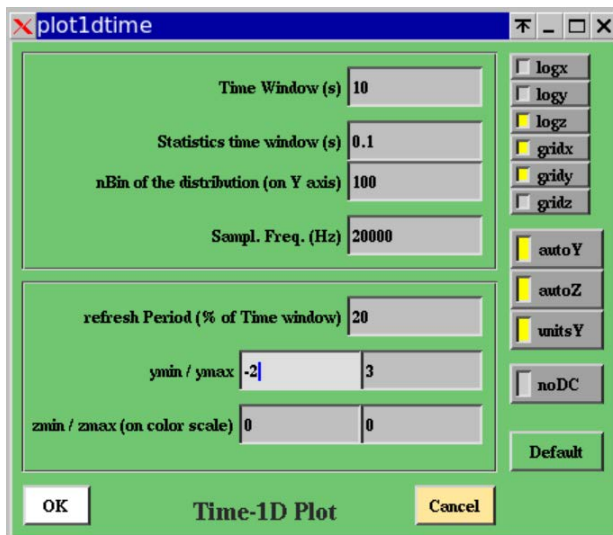 plot1dtime
Time Window (s) 10
Statistics time window (s) 0.1
nBin of the distribution (on Y axis) 100
Sampl. Freq. (Hz) 20000
refresh Period (% of Time window) 20
ymin / ymax -2 3
zmin / zmax (on color scale) 0 0
logx
logy
logz
gridx
gridy
gridz
autoY
autoZ
unitsY
noDC
Default
OK
Time-1D Plot
Cancel